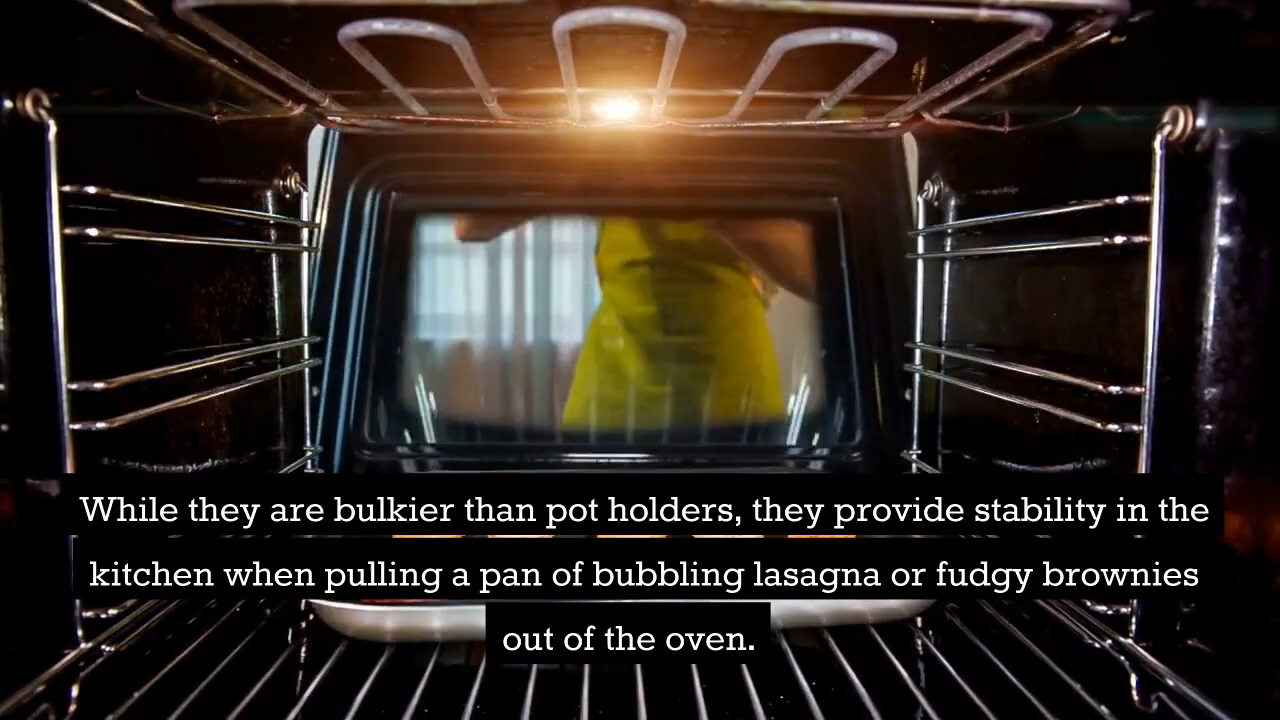 While they are bulkier than pot holders, they provide stability in the
kitchen when pulling a pan of bubbling lasagna or fudgy brownies
out of the oven.